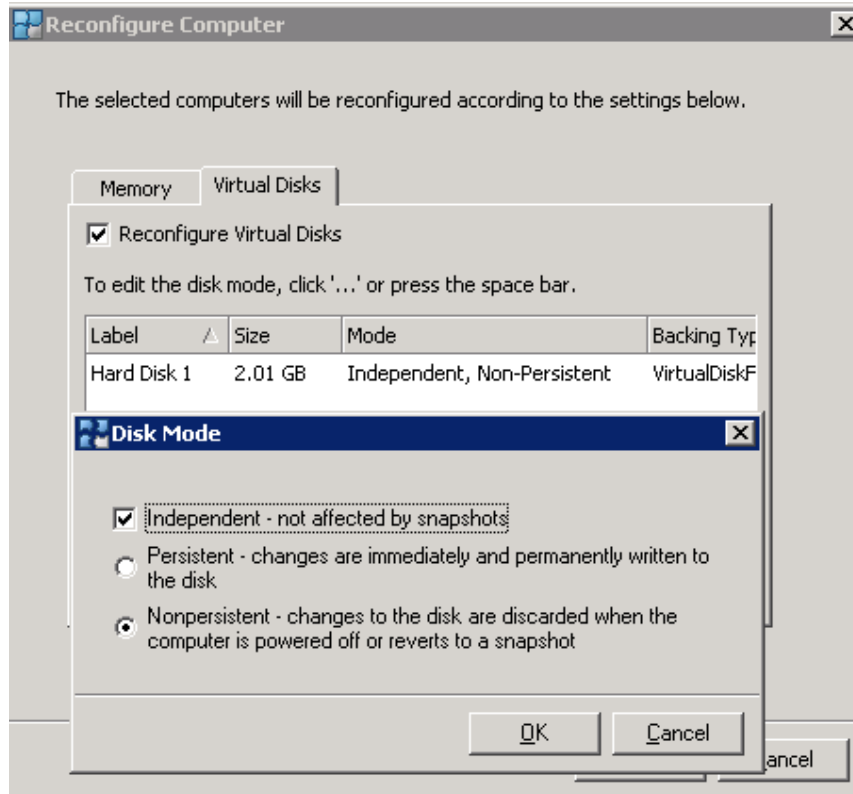 Reconfigure Computer
The selected computers will be reconfigured according to the settings below.
Memory
Virtual Disks
Reconfigure Virtual Disks
To edit the disk mode, click '...' or press the space bar.
Label Size Mode Backing Typ
Hard Disk 1 2.01 GB Independent, Non-Persistent VirtualDiskF
Disk Mode
Independent - not affected by snapshots
Persistent - changes are immediately and permanently written to
the disk
Nonpersistent - changes to the disk are discarded when the
computer is powered off or reverts to a snapshot
OK Cancel
ancel